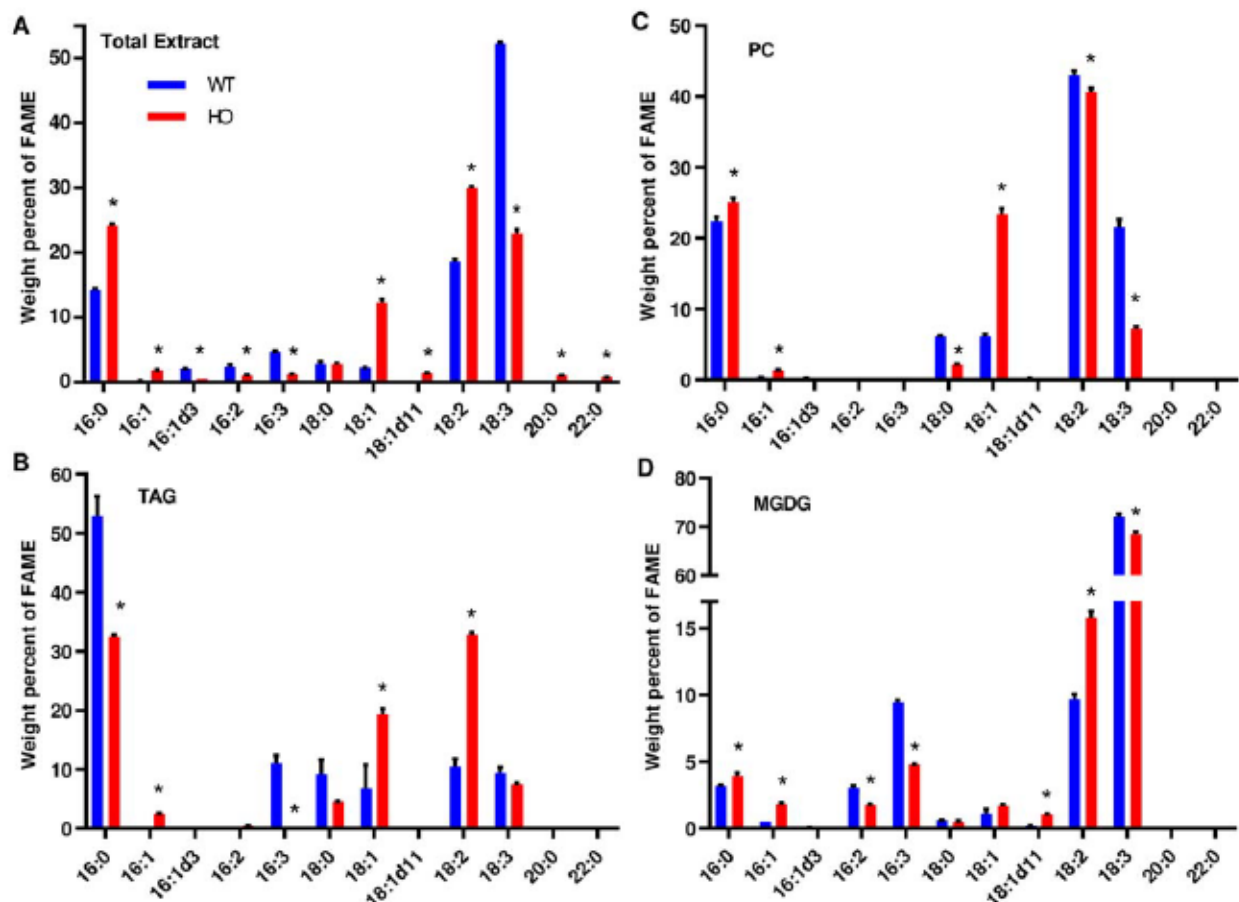 A
Total Extract
WT
HO
Weight percent of FAME
50
40
30
20
10
0
* * * * * * * * * * *
16:0 16:1 16:1d3 16:2 16:3 18:0 18:1 18:1d11 18:2 18:3 20:0 22:0
B
TAG
Weight percent of FAME
60
50
40
30
20
10
0
* * * * *
16:0 16:1 16:1d3 16:2 16:3 18:0 18:1 18:1d11 18:2 18:3 20:0 22:0
C
PC
Weight percent of FAME
50
40
30
20
10
0
* * * * * *
16:0 16:1 16:1d3 16:2 16:3 18:0 18:1 18:1d11 18:2 18:3 20:0 22:0
D
MGDG
Weight percent of FAME
80
70
60
15
10
5
0
* * * * * * *
16:0 16:1 16:1d3 16:2 16:3 18:0 18:1 18:1d11 18:2 18:3 20:0 22:0